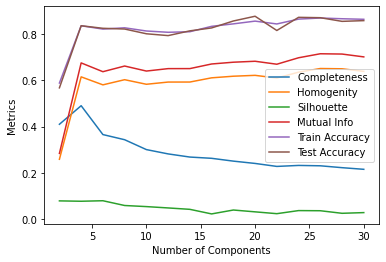 Metrics
0.8
0.6
0.4
0.2
0.0
Completeness
Homogenity
Silhouette
Mutual Info
Train Accuracy
Test Accuracy
5
10
15
20
25
30
Number of Components